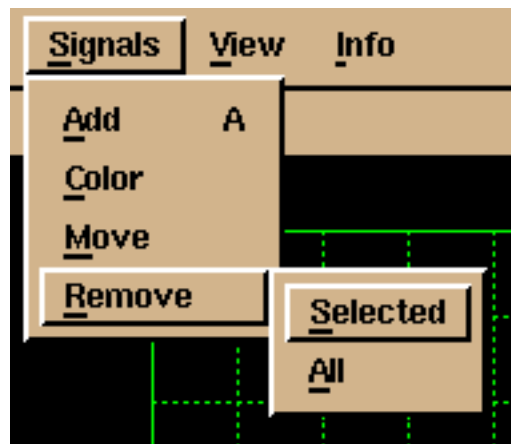 Signals View Info
Add A
Color
Move
Remove
Selected
All